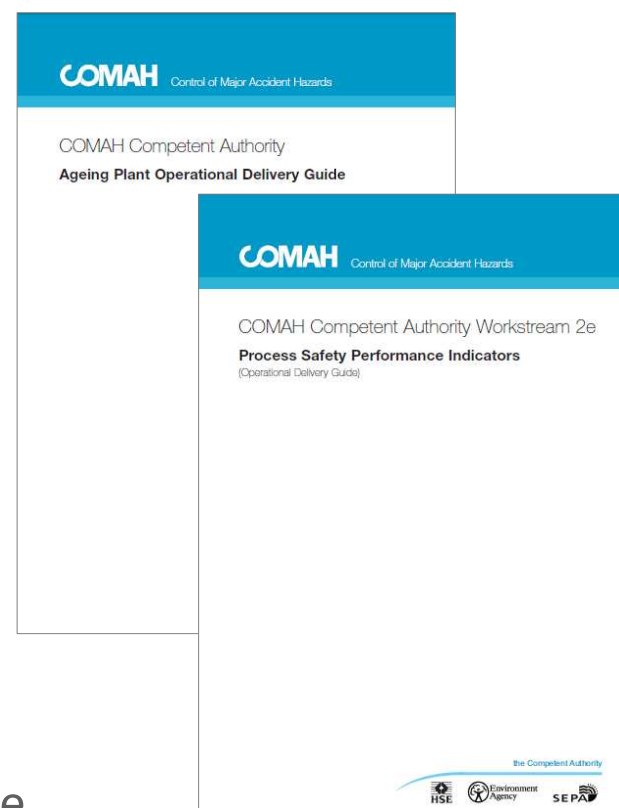 COMAH Control of Major Accident Hazards
COMAH Competent Authority
Ageing Plant Operational Delivery Guide
COMAH Control of Major Accident Hazards
COMAH Competent Authority Workstream 2e
Process Safety Performance Indicators
(Operational Delivery Guide)
the Competent Authority
HSE Environment Agency SEPA
e